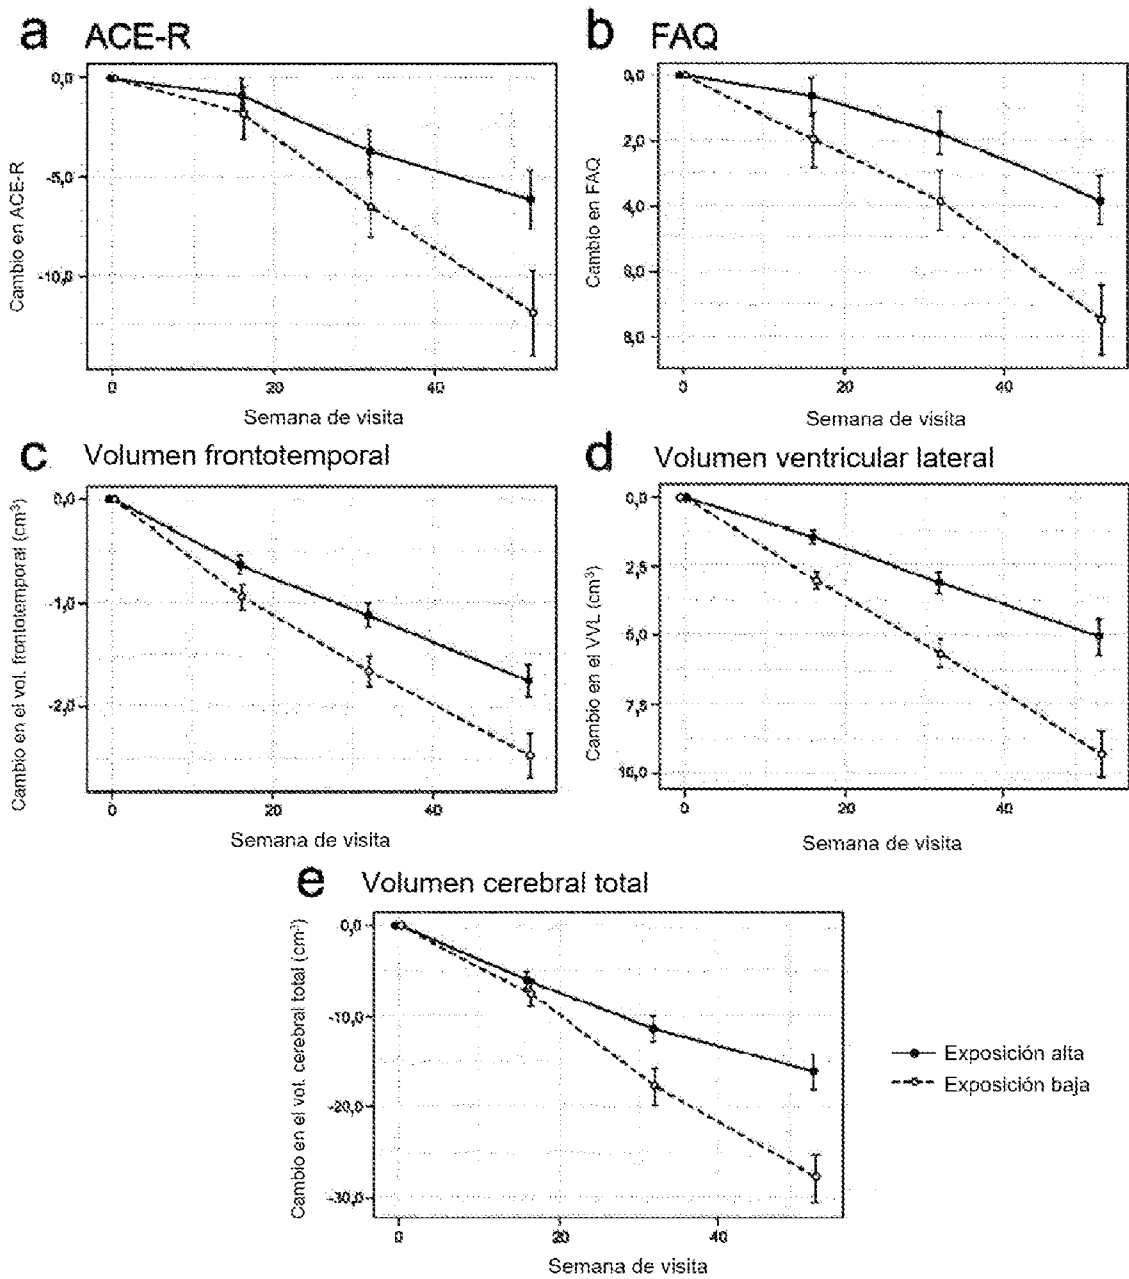 a ACE-R
Cambio en ACE-R
0,0
-5,0
-10,0
0 20 40
Semana de visita
b FAQ
Cambio en FAQ
0,0
2,0
4,0
6,0
8,0
0 20 40
Semana de visita
c Volumen frontotemporal
Cambio en el vol. frontotemporal (cm³)
0,0
-1,0
-2,0
0 20 40
Semana de visita
d Volumen ventricular lateral
Cambio en el VVL (cm³)
0,0
2,5
5,0
7,5
10,0
0 20 40
Semana de visita
e Volumen cerebral total
Cambio en el vol. cerebral total (cm³)
0,0
-10,0
-20,0
-30,0
0 20 40
Semana de visita
Exposición alta
Exposición baja